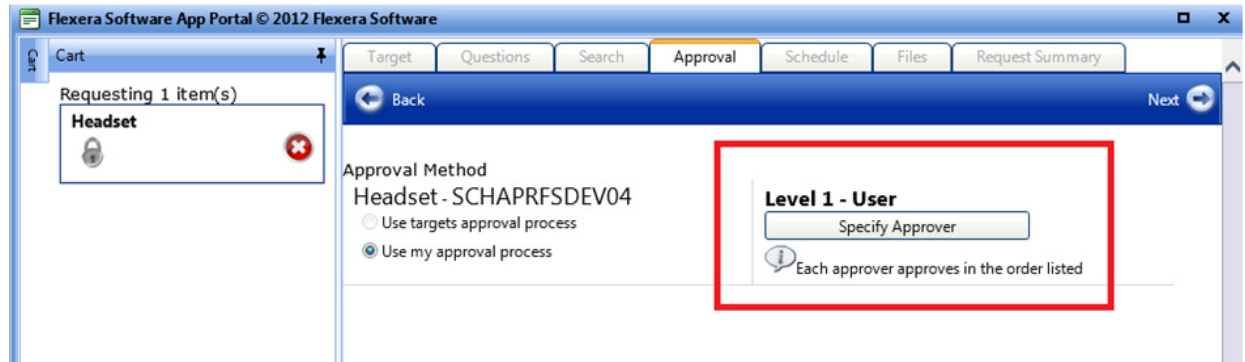 Flexera Software App Portal © 2012 Flexera Software
Cart
Cart
Target Questions Search Approval Schedule Files Request Summary
Requesting 1 item(s)
Headset
Back
Next
Approval Method
Headset - SCHAPRFSDEV04
Use targets approval process
Use my approval process
Level 1 - User
Specify Approver
Each approver approves in the order listed